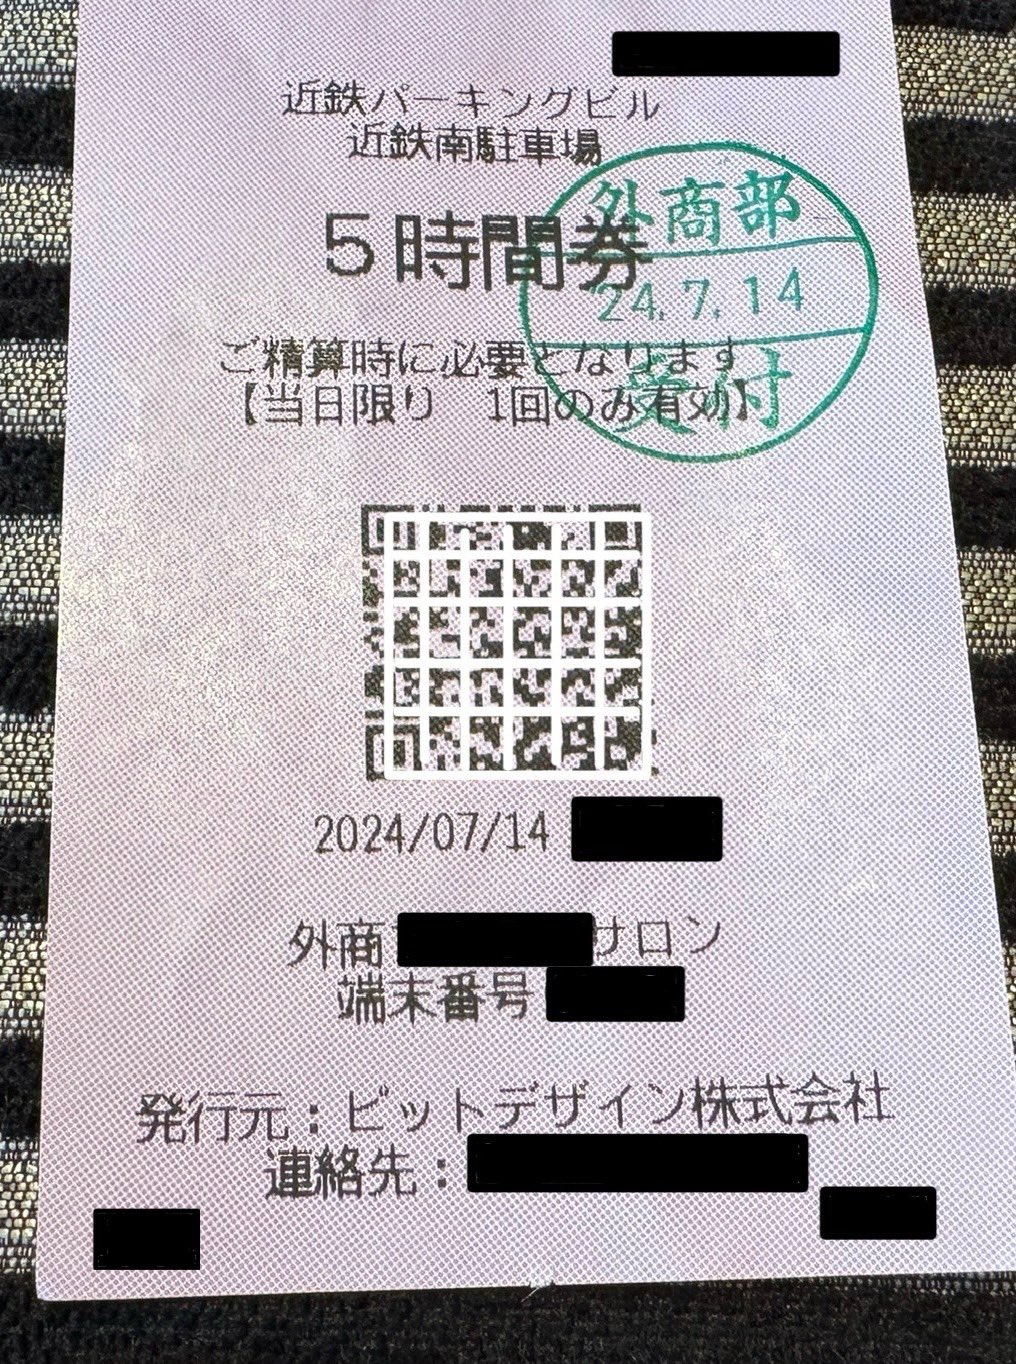 近鉄パーキングビル
近鉄南駐車場
5時間券
外商部
24.7.14
受付
ご精算時に必要となります
【当日限り 1回のみ有効】
2024/07/14
外商 サロン
端末番号
発行元：ピットデザイン株式会社
連絡先：